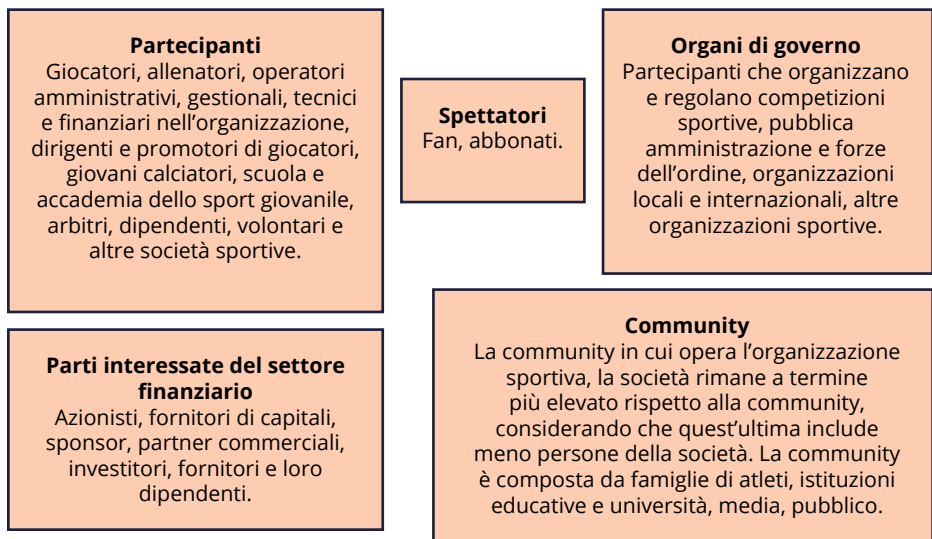 Partecipanti
Giocatori, allenatori, operatori
amministrativi, gestionali, tecnici
e finanziari nell'organizzazione,
dirigenti e promotori di giocatori,
giovani calciatori, scuola e
accademia dello sport giovanile,
arbitri, dipendenti, volontari e
altre società sportive.
Spettatori
Fan, abbonati.
Organi di governo
Partecipanti che organizzano
e regolano competizioni
sportive, pubblica
amministrazione e forze
dell'ordine, organizzazioni
locali e internazionali, altre
organizzazioni sportive.
Parti interessate del settore
finanziario
Azionisti, fornitori di capitali,
sponsor, partner commerciali,
investitori, fornitori e loro
dipendenti.
Community
La community in cui opera l'organizzazione
sportiva, la società rimane a termine
più elevato rispetto alla community,
considerando che quest'ultima include
meno persone della società. La community
è composta da famiglie di atleti, istituzioni
educative e università, media, pubblico.